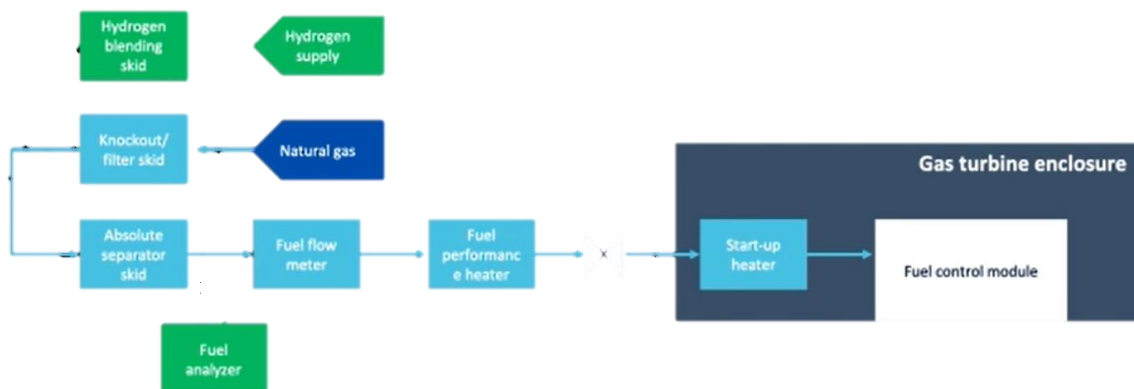 Hydrogen
blending
skid
Hydrogen
supply
Knockout/
filter skid
Natural gas
Gas turbine enclosure
Absolute
separator
skid
Fuel flow
meter
Fuel
performanc
e heater
Start-up
heater
Fuel control module
Fuel
analyzer